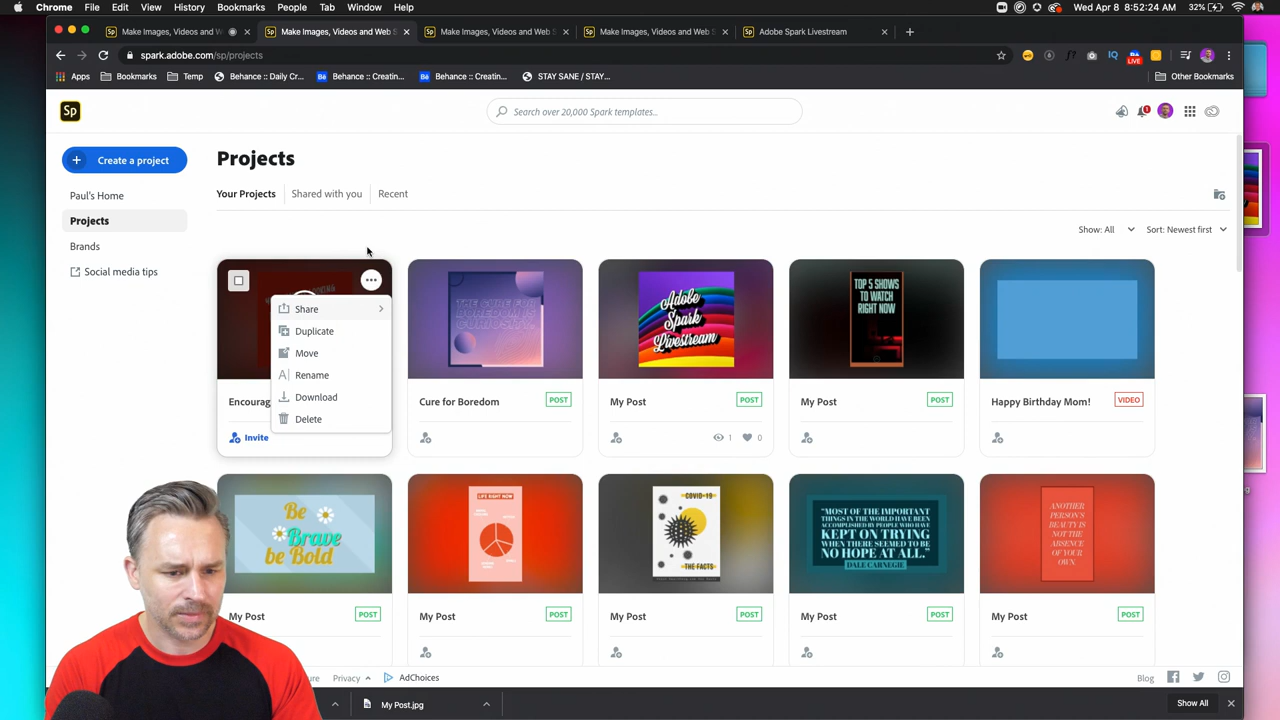 Chrome File Edit View History Bookmarks People Tab Window Help
Wed Apr 8 8:52:24 AM 32%
Make Images, Videos and W
Make Images, Videos and Web S
Make Images, Videos and Web S
Make Images, Videos and Web S
Adobe Spark Livestream
spark.adobe.com/sp/projects
LIVE
Apps
Bookmarks
Temp
Behance :: Daily Cr...
Behance :: Creatin...
Behance :: Creatin...
STAY SANE / STAY...
Other Bookmarks
Sp
Search over 20,000 Spark templates...
1
+ Create a project
Paul's Home
Projects
Brands
Social media tips
Projects
Your Projects
Shared with you
Recent
Show: All
Sort: Newest first
Share
Duplicate
Move
Rename
Download
Delete
Encourag
Invite
THE CURE FOR
BOREDOM IS
CURIOSITY
Cure for Boredom
POST
Adobe
Spark
Livestream
My Post
POST
1
0
TOP 5 SHOWS
TO WATCH
RIGHT NOW
My Post
POST
Happy Birthday Mom!
VIDEO
Be
Brave
be Bold
My Post
POST
LIFE RIGHT NOW
My Post
POST
COVID-19
THE FACTS
My Post
POST
"MOST OF THE IMPORTANT
THINGS IN THE WORLD HAVE BEEN
ACCOMPLISHED BY PEOPLE WHO HAVE
KEPT ON TRYING
WHEN THERE SEEMED TO BE
NO HOPE AT ALL."
DALE CARNEGIE
My Post
POST
ANOTHER
PERSON'S
BEAUTY IS
NOT THE
ABSENCE
OF YOUR
OWN.
My Post
POST
Privacy
AdChoices
Blog
My Post.jpg
Show All